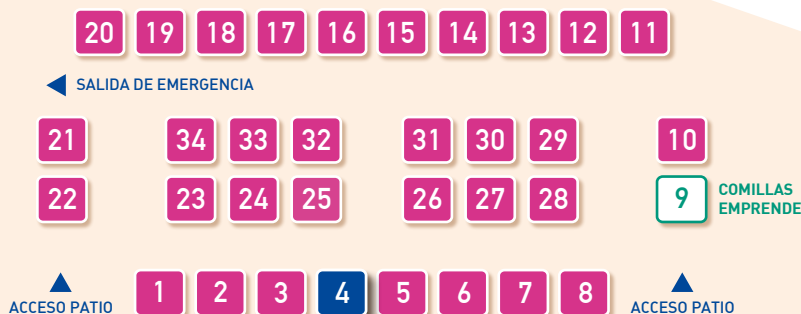 20 19 18 17 16 15 14 13 12 11
SALIDA DE EMERGENCIA
21 34 33 32 31 30 29 10
22 23 24 25 26 27 28 9 COMILLAS
EMPRENDE
1 2 3 4 5 6 7 8
ACCESO PATIO ACCESO PATIO